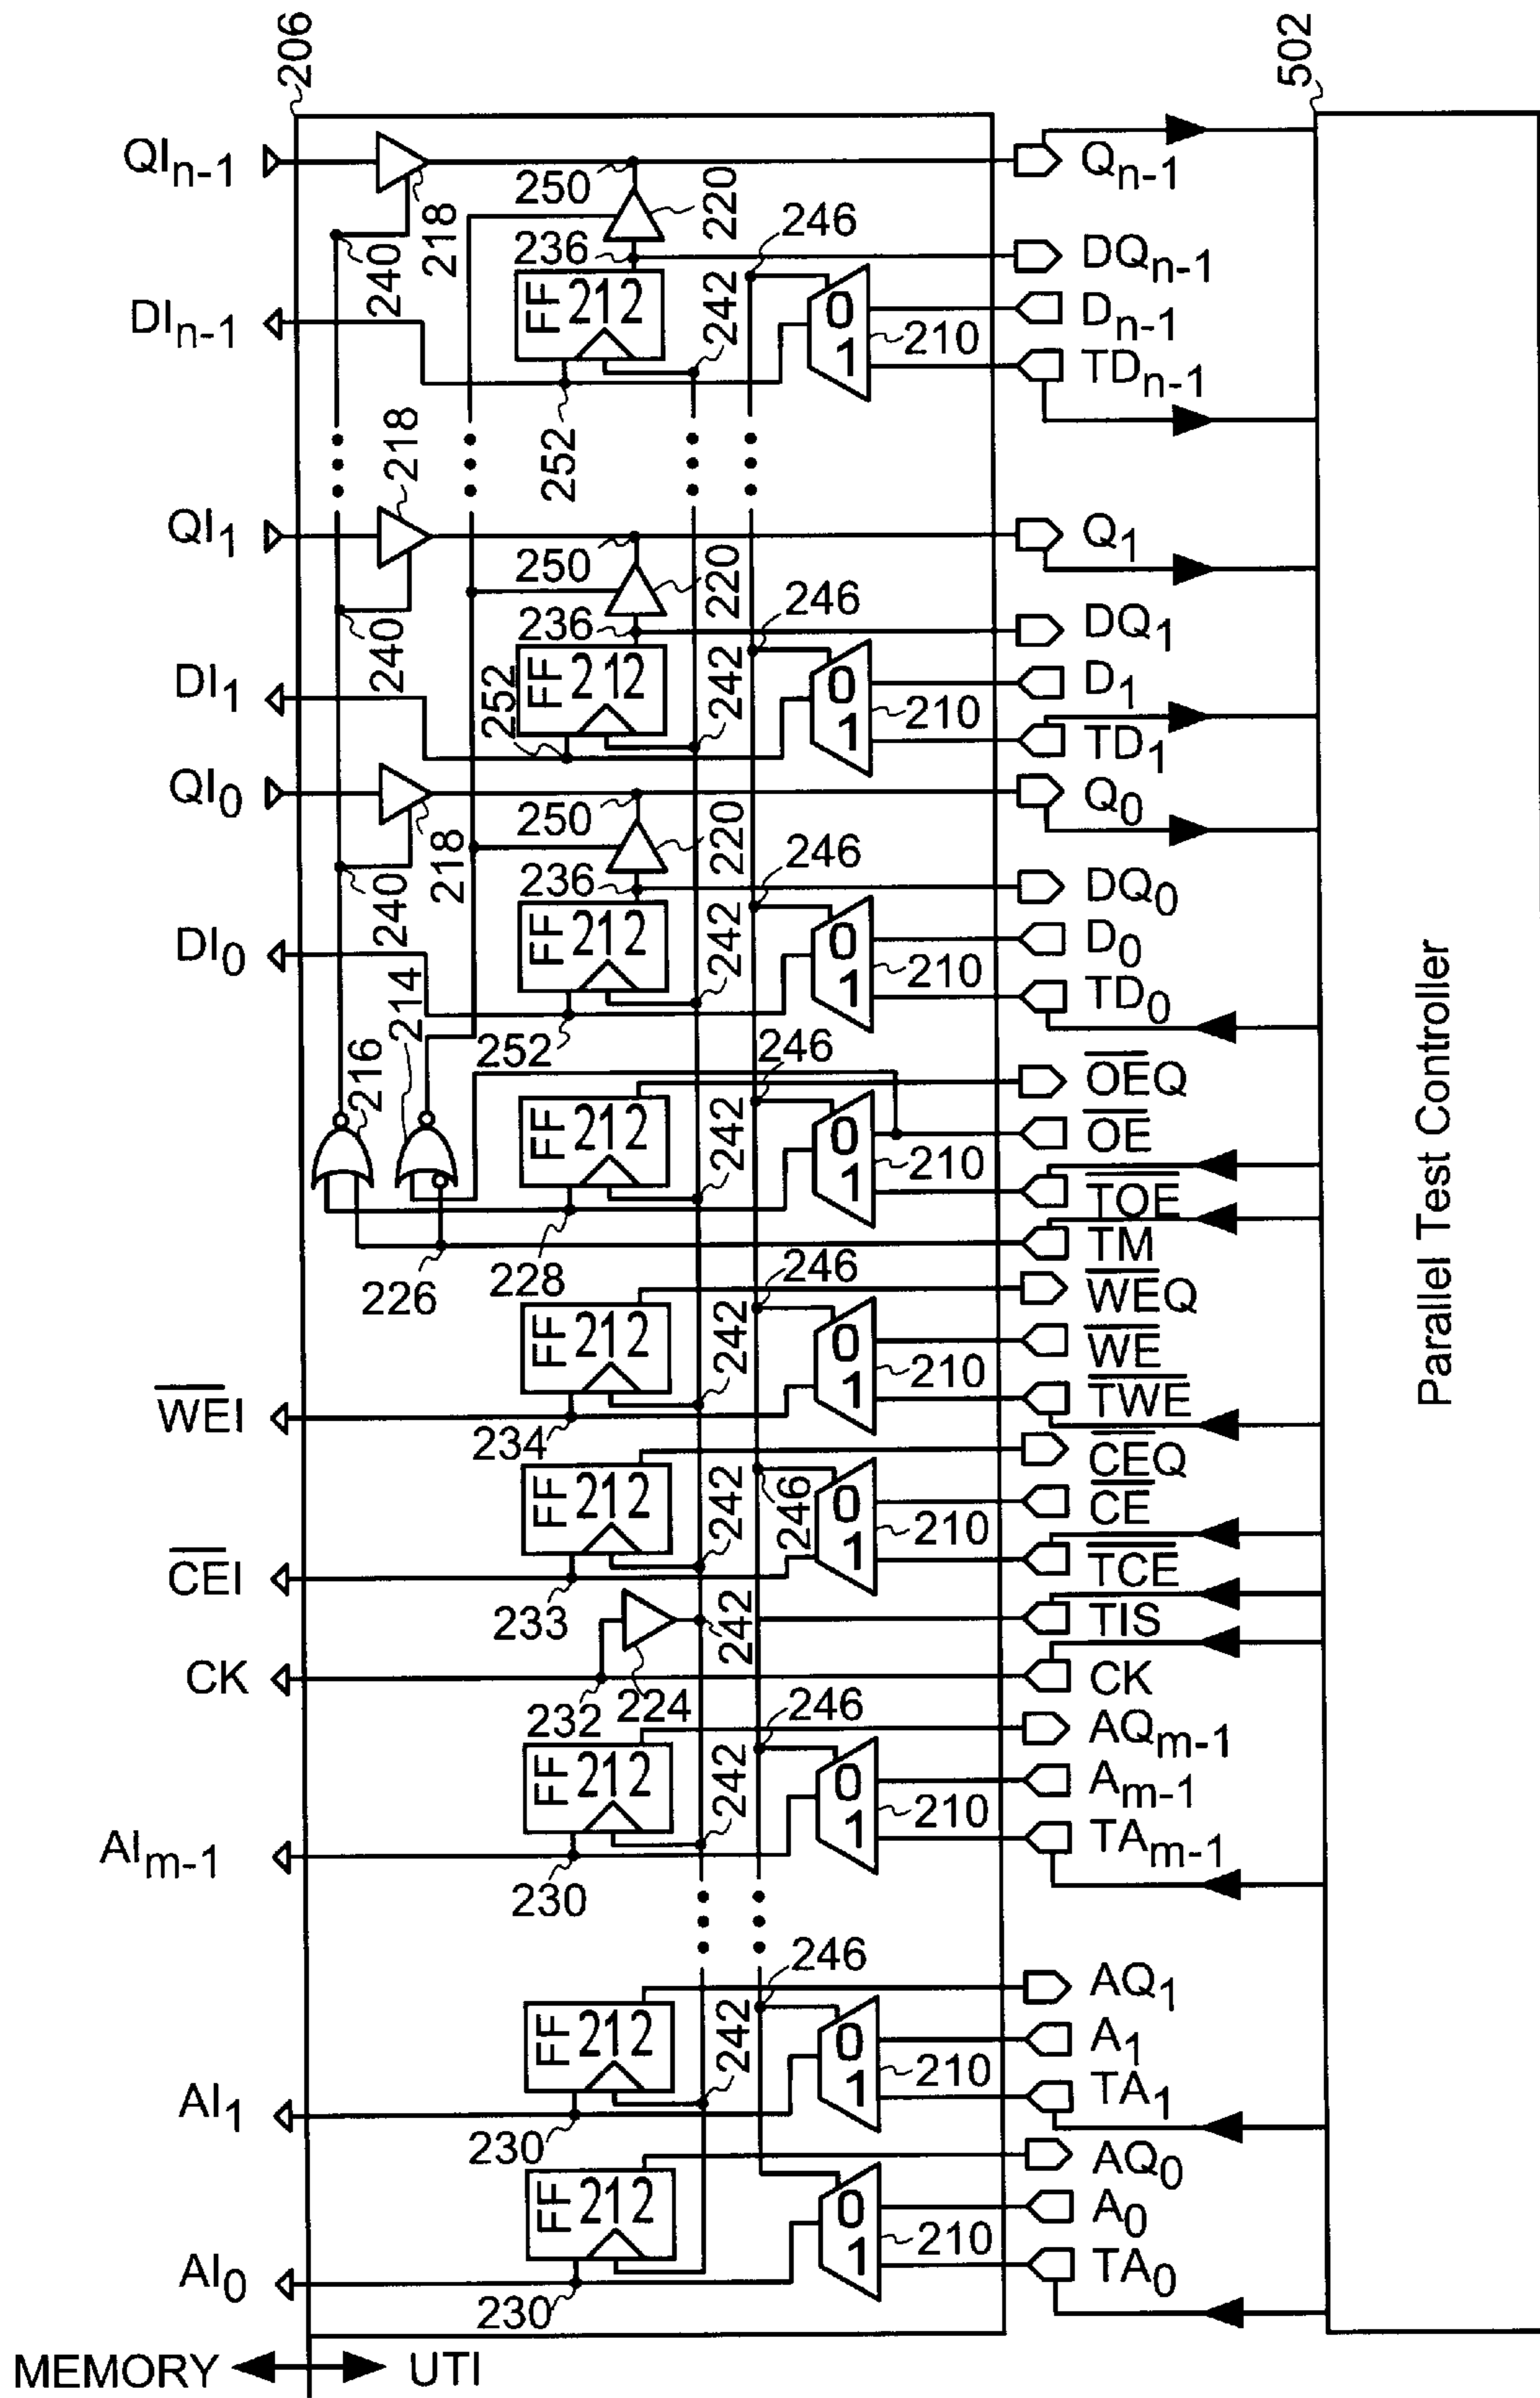 206
502
QIn-1
250
218
240
220
236
246
Qn-1
DQn-1
FF 212
242
0
1
210
DIn-1
Dn-1
TDn-1
252
218
QI1
250
220
Q1
240
236
246
DQ1
DI1
252
FF 212
242
0
1
210
D1
TD1
QI0
250
218
220
Q0
240
236
246
DQ0
DI0
214
FF 212
242
0
1
210
D0
TD0
252
216
246
OEQ
FF 212
242
0
1
210
OE
TOE
TM
226
228
246
WEQ
FF 212
242
0
1
210
WE
TWE
WEI
234
CEQ
FF 212
242
246
0
1
210
CE
TCE
CEI
233
242
TIS
CK
232
224
CK
246
AQm-1
FF 212
242
0
1
210
Am-1
TAm-1
AIm-1
230
246
AQ1
FF 212
242
0
1
210
A1
TA1
AI1
230
AQ0
FF 212
0
1
210
A0
TA0
AI0
230
Parallel Test Controller
MEMORY
UTI